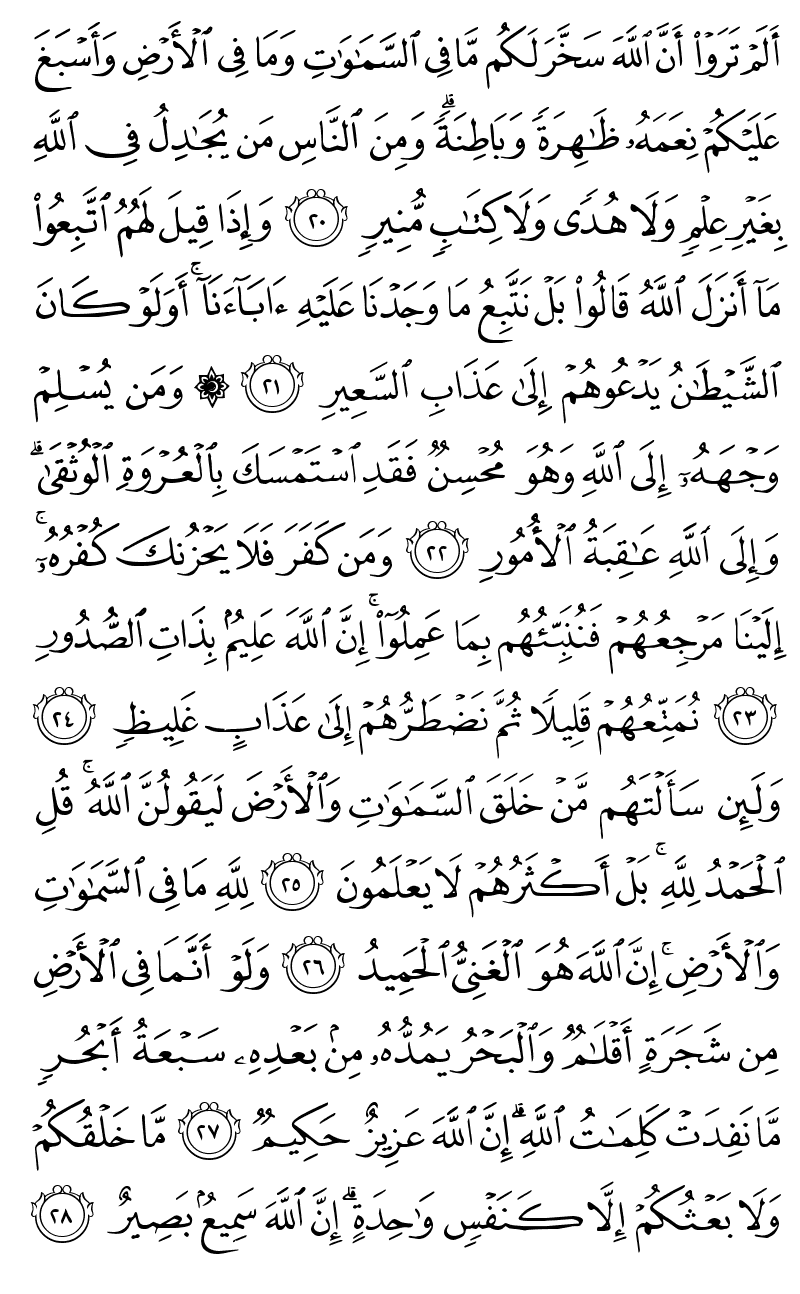 أَلَمْ تَرَوْا۟ أَنَّ ٱللَّهَ سَخَّرَ لَكُم مَّا فِى ٱلسَّمَـٰوَٰتِ وَمَا فِى ٱلْأَرْضِ وَأَسْبَغَ
عَلَيْكُمْ نِعَمَهُۥ ظَـٰهِرَةً وَبَاطِنَةً ۗ وَمِنَ ٱلنَّاسِ مَن يُجَـٰدِلُ فِى ٱللَّهِ
بِغَيْرِ عِلْمٍ وَلَا هُدًى وَلَا كِتَـٰبٍ مُّنِيرٍ ٢٠ وَإِذَا قِيلَ لَهُمُ ٱتَّبِعُوا۟
مَآ أَنزَلَ ٱللَّهُ قَالُوا۟ بَلْ نَتَّبِعُ مَا وَجَدْنَا عَلَيْهِ ءَابَآءَنَآ ۚ أَوَلَوْ كَانَ
ٱلشَّيْطَـٰنُ يَدْعُوهُمْ إِلَىٰ عَذَابِ ٱلسَّعِيرِ ٢١ ۞ وَمَن يُسْلِمْ
وَجْهَهُۥٓ إِلَى ٱللَّهِ وَهُوَ مُحْسِنٌ فَقَدِ ٱسْتَمْسَكَ بِٱلْعُرْوَةِ ٱلْوُثْقَىٰ ۗ
وَإِلَى ٱللَّهِ عَـٰقِبَةُ ٱلْأُمُورِ ٢٢ وَمَن كَفَرَ فَلَا يَحْزُنكَ كُفْرُهُۥٓ ۚ
إِلَيْنَا مَرْجِعُهُمْ فَنُنَبِّئُهُم بِمَا عَمِلُوٓا۟ ۚ إِنَّ ٱللَّهَ عَلِيمٌۢ بِذَاتِ ٱلصُّدُورِ
٢٣ نُمَتِّعُهُمْ قَلِيلًا ثُمَّ نَضْطَرُّهُمْ إِلَىٰ عَذَابٍ غَلِيظٍ ٢٤
وَلَئِن سَأَلْتَهُم مَّنْ خَلَقَ ٱلسَّمَـٰوَٰتِ وَٱلْأَرْضَ لَيَقُولُنَّ ٱللَّهُ ۚ قُلِ
ٱلْحَمْدُ لِلَّهِ ۚ بَلْ أَكْثَرُهُمْ لَا يَعْلَمُونَ ٢٥ لِلَّهِ مَا فِى ٱلسَّمَـٰوَٰتِ
وَٱلْأَرْضِ ۚ إِنَّ ٱللَّهَ هُوَ ٱلْغَنِىُّ ٱلْحَمِيدُ ٢٦ وَلَوْ أَنَّمَا فِى ٱلْأَرْضِ
مِن شَجَرَةٍ أَقْلَـٰمٌ وَٱلْبَحْرُ يَمُدُّهُۥ مِنۢ بَعْدِهِۦ سَبْعَةُ أَبْحُرٍ
مَّا نَفِدَتْ كَلِمَـٰتُ ٱللَّهِ ۗ إِنَّ ٱللَّهَ عَزِيزٌ حَكِيمٌ ٢٧ مَّا خَلْقُكُمْ
وَلَا بَعْثُكُمْ إِلَّا كَنَفْسٍ وَٰحِدَةٍ ۗ إِنَّ ٱللَّهَ سَمِيعٌۢ بَصِيرٌ ٢٨